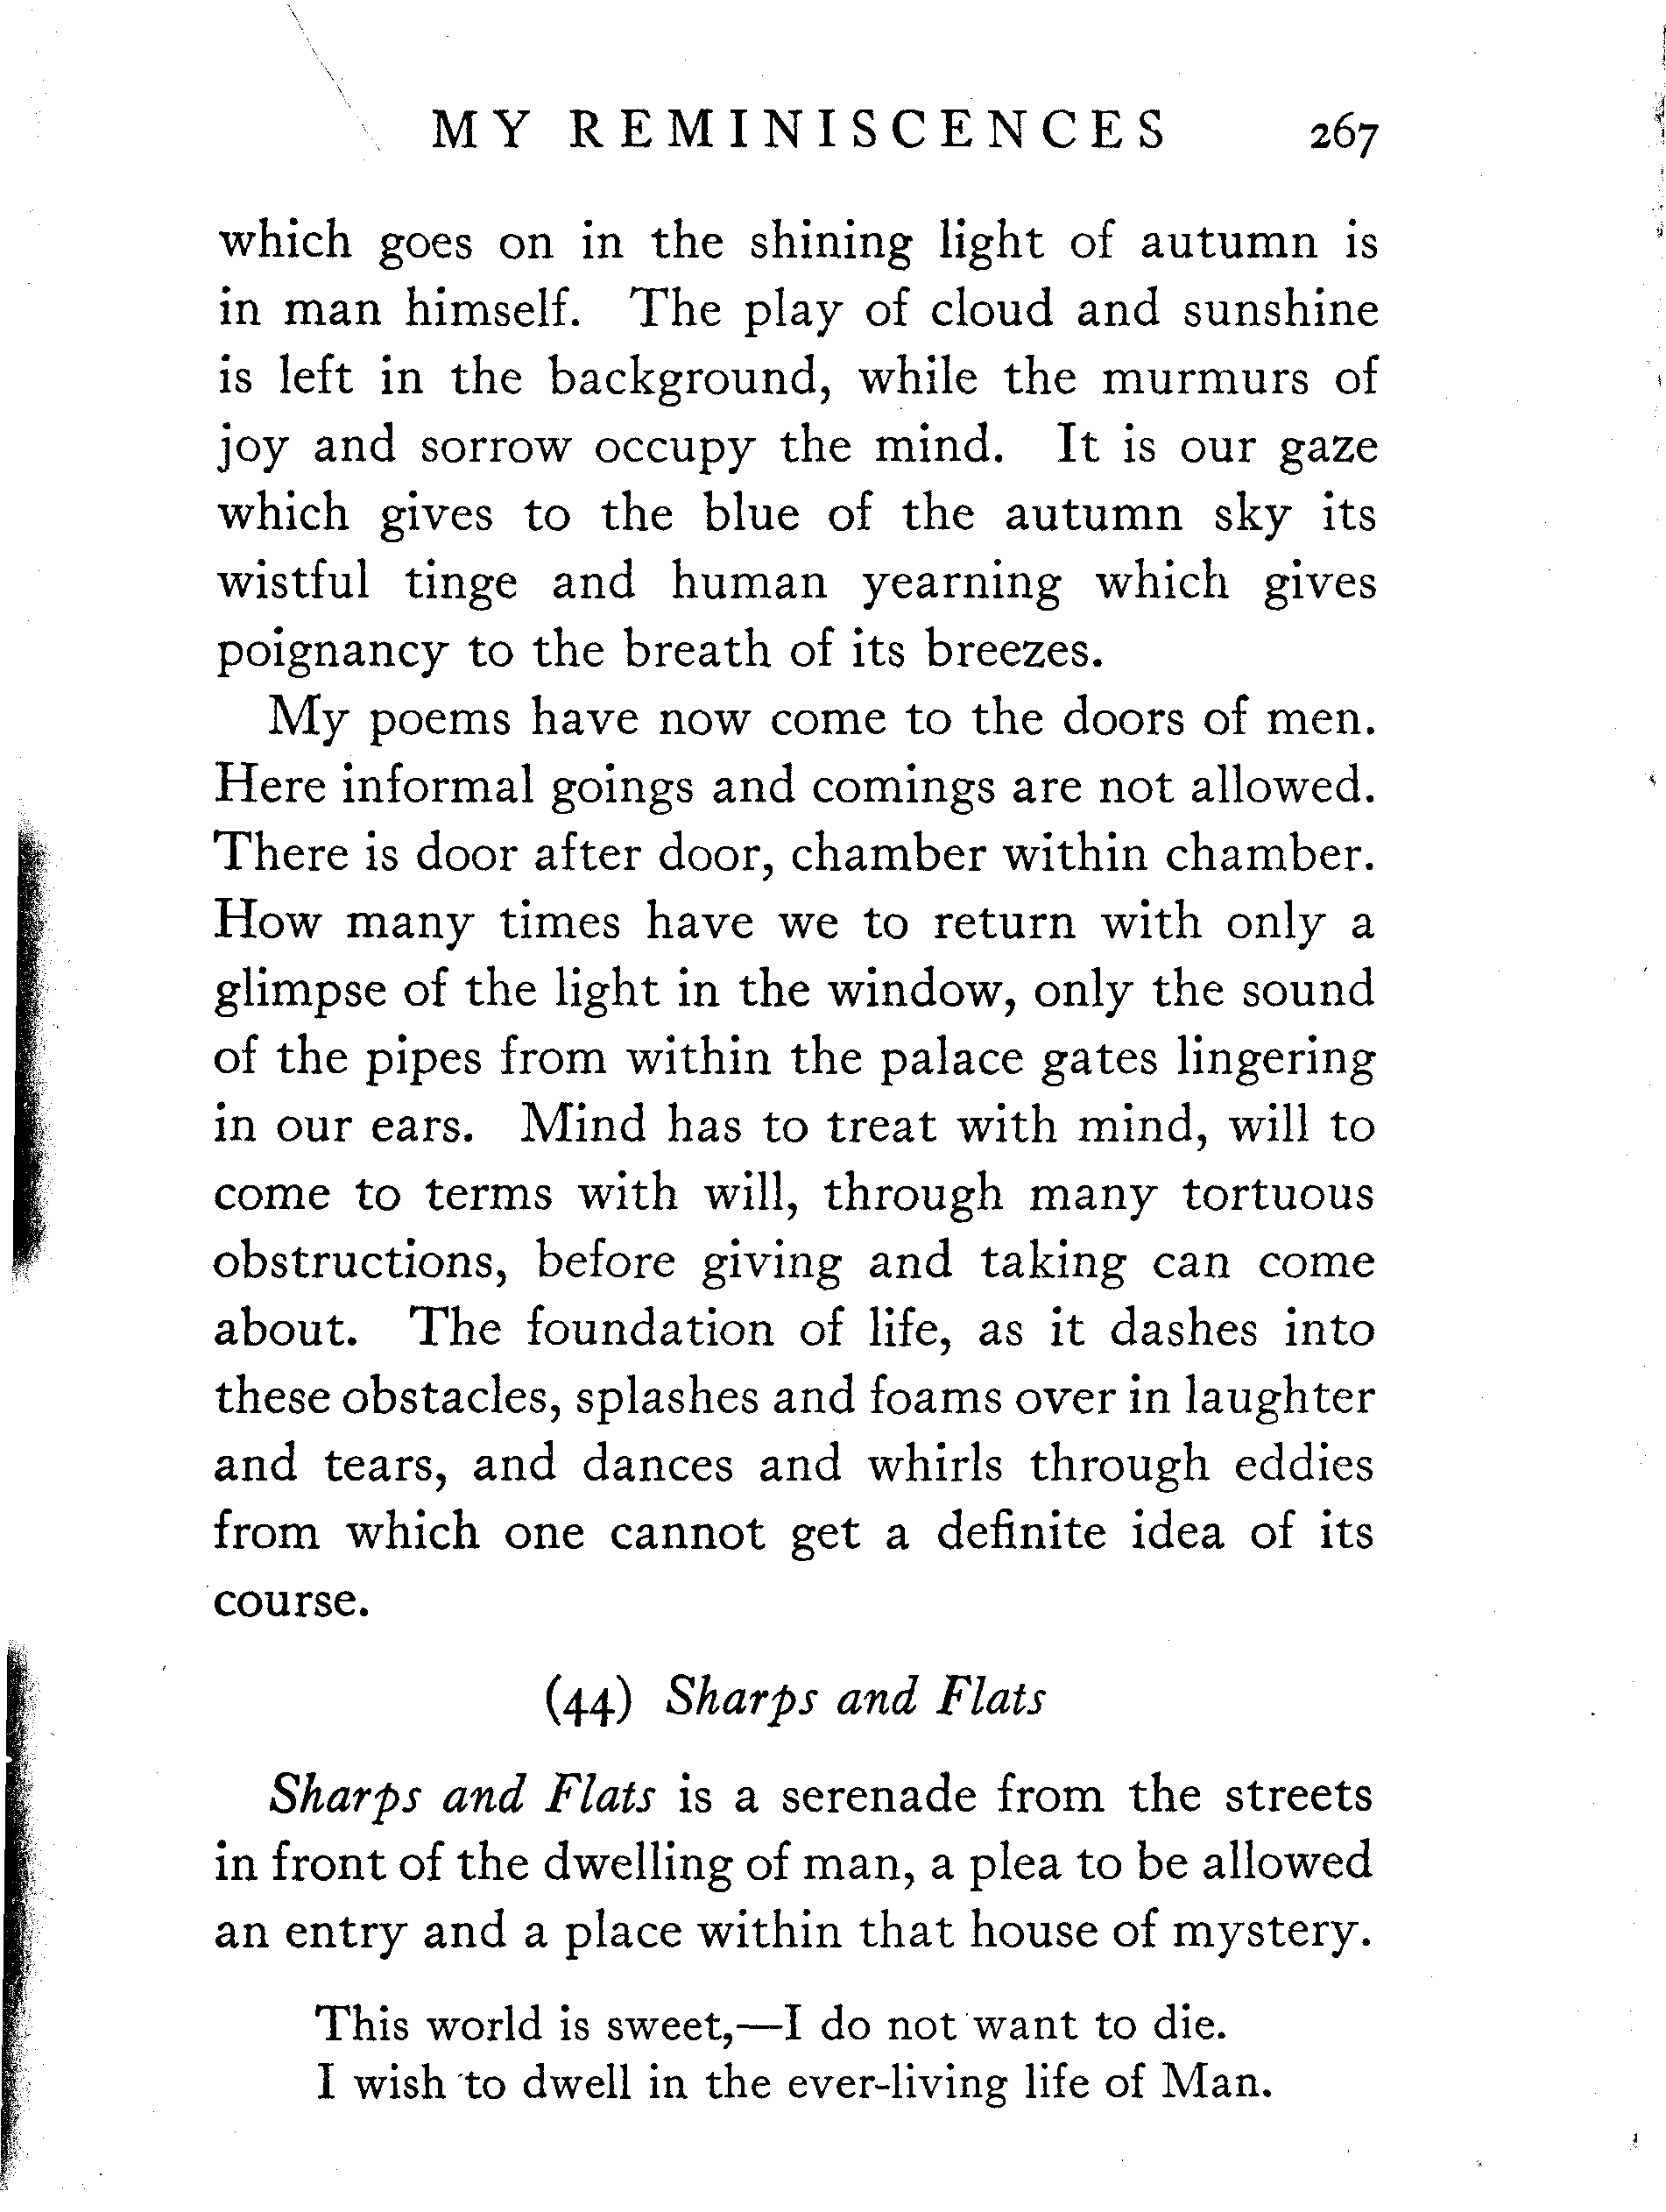 MY REMINISCENCES 267
which goes on in the shining light of autumn is
in man himself. The play of cloud and sunshine
is left in the background, while the murmurs of
joy and sorrow occupy the mind. It is our gaze
which gives to the blue of the autumn sky its
wistful tinge and human yearning which gives
poignancy to the breath of its breezes.
My poems have now come to the doors of men.
Here informal goings and comings are not allowed.
There is door after door, chamber within chamber.
How many times have we to return with only a
glimpse of the light in the window, only the sound
of the pipes from within the palace gates lingering
in our ears. Mind has to treat with mind, will to
come to terms with will, through many tortuous
obstructions, before giving and taking can come
about. The foundation of life, as it dashes into
these obstacles, splashes and foams over in laughter
and tears, and dances and whirls through eddies
from which one cannot get a definite idea of its
course.
(44) Sharps and Flats
Sharps and Flats is a serenade from the streets
in front of the dwelling of man, a plea to be allowed
an entry and a place within that house of mystery.
This world is sweet,—I do not want to die.
I wish to dwell in the ever-living life of Man.